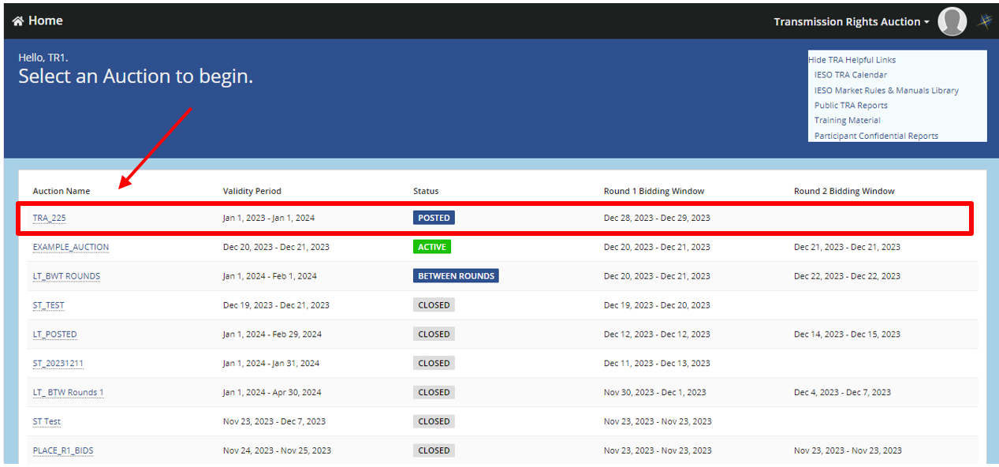 Home
Transmission Rights Auction
Hello, TR1.
Select an Auction to begin.
Hide TRA Helpful Links
IESO TRA Calendar
IESO Market Rules & Manuals Library
Public TRA Reports
Training Material
Participant Confidential Reports
Auction Name Validity Period Status Round 1 Bidding Window Round 2 Bidding Window
TRA_225 Jan 1, 2023 - Jan 1, 2024 POSTED Dec 28, 2023 - Dec 29, 2023
EXAMPLE_AUCTION Dec 20, 2023 - Dec 21, 2023 ACTIVE Dec 20, 2023 - Dec 21, 2023 Dec 21, 2023 - Dec 21, 2023
LT_BWT ROUNDS Jan 1, 2024 - Feb 1, 2024 BETWEEN ROUNDS Dec 20, 2023 - Dec 21, 2023 Dec 22, 2023 - Dec 22, 2023
ST_TEST Dec 19, 2023 - Dec 21, 2023 CLOSED Dec 19, 2023 - Dec 20, 2023
LT_POSTED Jan 1, 2024 - Feb 29, 2024 CLOSED Dec 12, 2023 - Dec 12, 2023 Dec 14, 2023 - Dec 15, 2023
ST_20231211 Jan 1, 2024 - Jan 31, 2024 CLOSED Dec 11, 2023 - Dec 13, 2023
LT_ BTW Rounds 1 Jan 1, 2024 - Apr 30, 2024 CLOSED Nov 30, 2023 - Dec 1, 2023 Dec 4, 2023 - Dec 7, 2023
ST Test Nov 23, 2023 - Dec 7, 2023 CLOSED Nov 23, 2023 - Nov 23, 2023
PLACE_R1_BIDS Nov 24, 2023 - Nov 25, 2023 CLOSED Nov 23, 2023 - Nov 23, 2023 Nov 23, 2023 - Nov 23, 2023